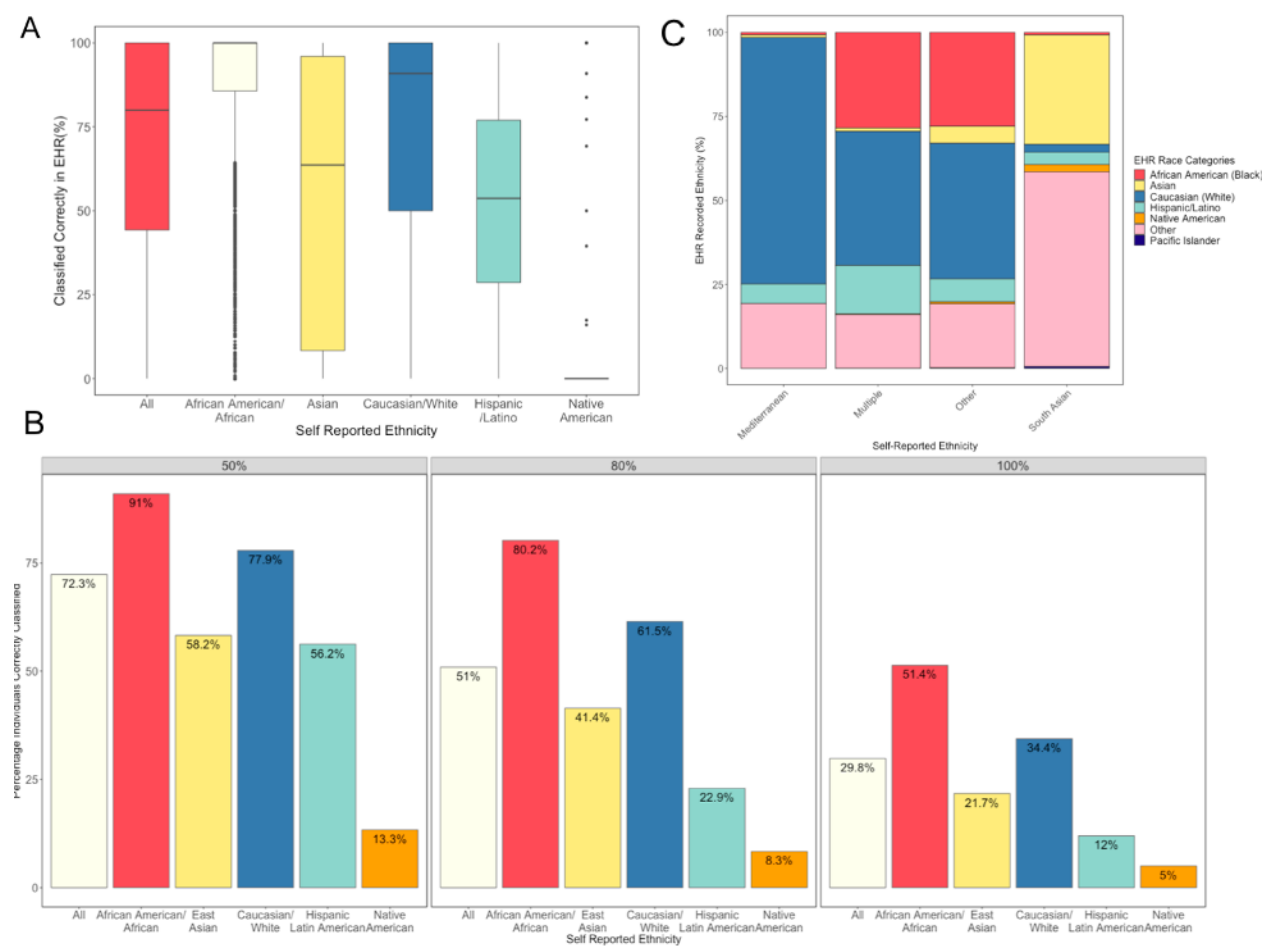 A
Classified Correctly in EHR(%)
100
75
50
25
0
All
African American/
African
Asian
Caucasian/White
Hispanic
/Latino
Native
American
Self Reported Ethnicity
C
EHR Recorded Ethnicity (%)
100
75
50
25
0
Mediterranean
Multiple
Other
South Asian
Self-Reported Ethnicity
EHR Race Categories
African American (Black)
Asian
Caucasian (White)
Hispanic/Latino
Native American
Other
Pacific Islander
B
Percentage Individuals Correctly Classified
75
50
25
0
50%
72.3%
91%
58.2%
77.9%
56.2%
13.3%
All
African American/
African
East
Asian
Caucasian/
White
Hispanic
Latin American
Native
American
80%
51%
80.2%
41.4%
61.5%
22.9%
8.3%
All
African American/
African
East
Asian
Caucasian/
White
Hispanic
Latin American
Native
American
100%
29.8%
51.4%
21.7%
34.4%
12%
5%
All
African American/
African
East
Asian
Caucasian/
White
Hispanic
Latin American
Native
American
Self Reported Ethnicity